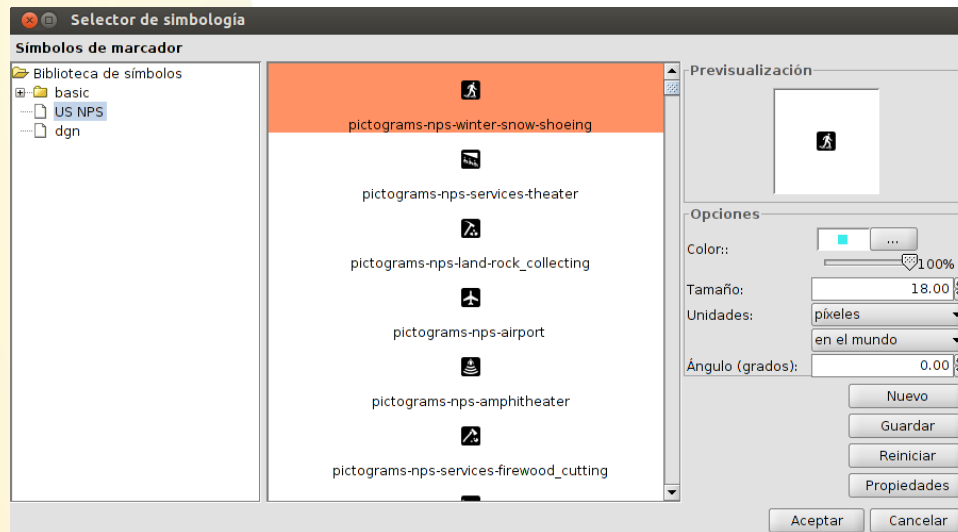 Selector de simbología
Símbolos de marcador
Biblioteca de símbolos
basic
US NPS
dgn
pictograms-nps-winter-snow-shoeing
pictograms-nps-services-theater
pictograms-nps-land-rock_collecting
pictograms-nps-airport
pictograms-nps-amphitheater
pictograms-nps-services-firewood_cutting
Previsualización
Opciones
Color::
...
100%
Tamaño:
18.00
Unidades:
píxeles
en el mundo
Ángulo (grados):
0.00
Nuevo
Guardar
Reiniciar
Propiedades
Aceptar
Cancelar